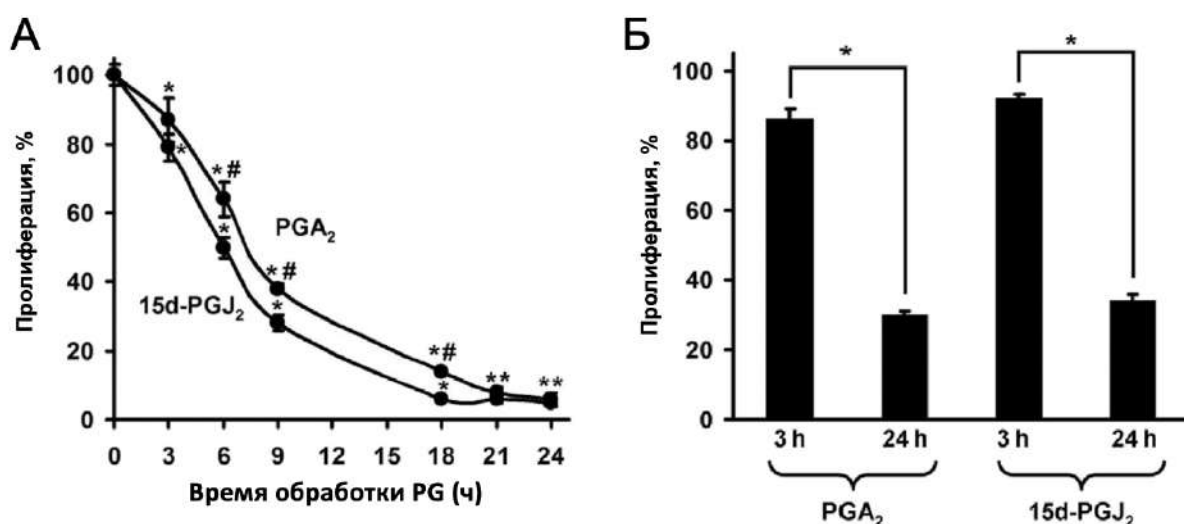 А
Пролиферация, %
100
80
60
40
20
0
*
*
*#
*
*#
*
*#
*
**
**
PGA₂
15d-PGJ₂
0 3 6 9 12 15 18 21 24
Время обработки PG (ч)
Б
Пролиферация, %
100
80
60
40
20
0
*
*
3 h 24 h 3 h 24 h
PGA₂ 15d-PGJ₂